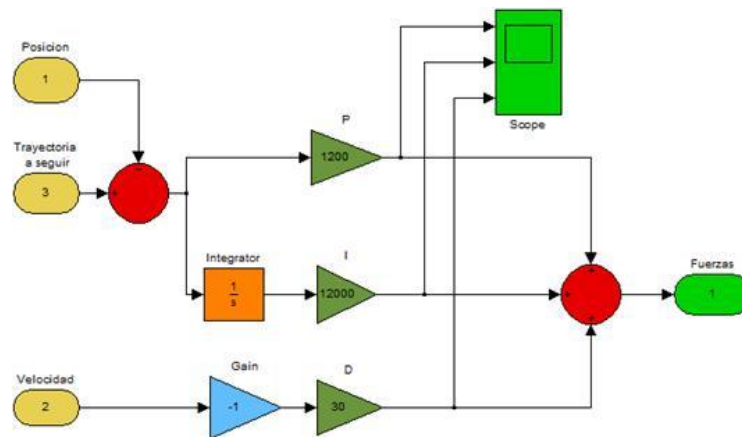 Posicion
1
Trayectoria
a seguir
3
P
1200
Scope
Integrator
1
s
I
12000
Fuerzas
1
Velocidad
2
Gain
-1
D
30